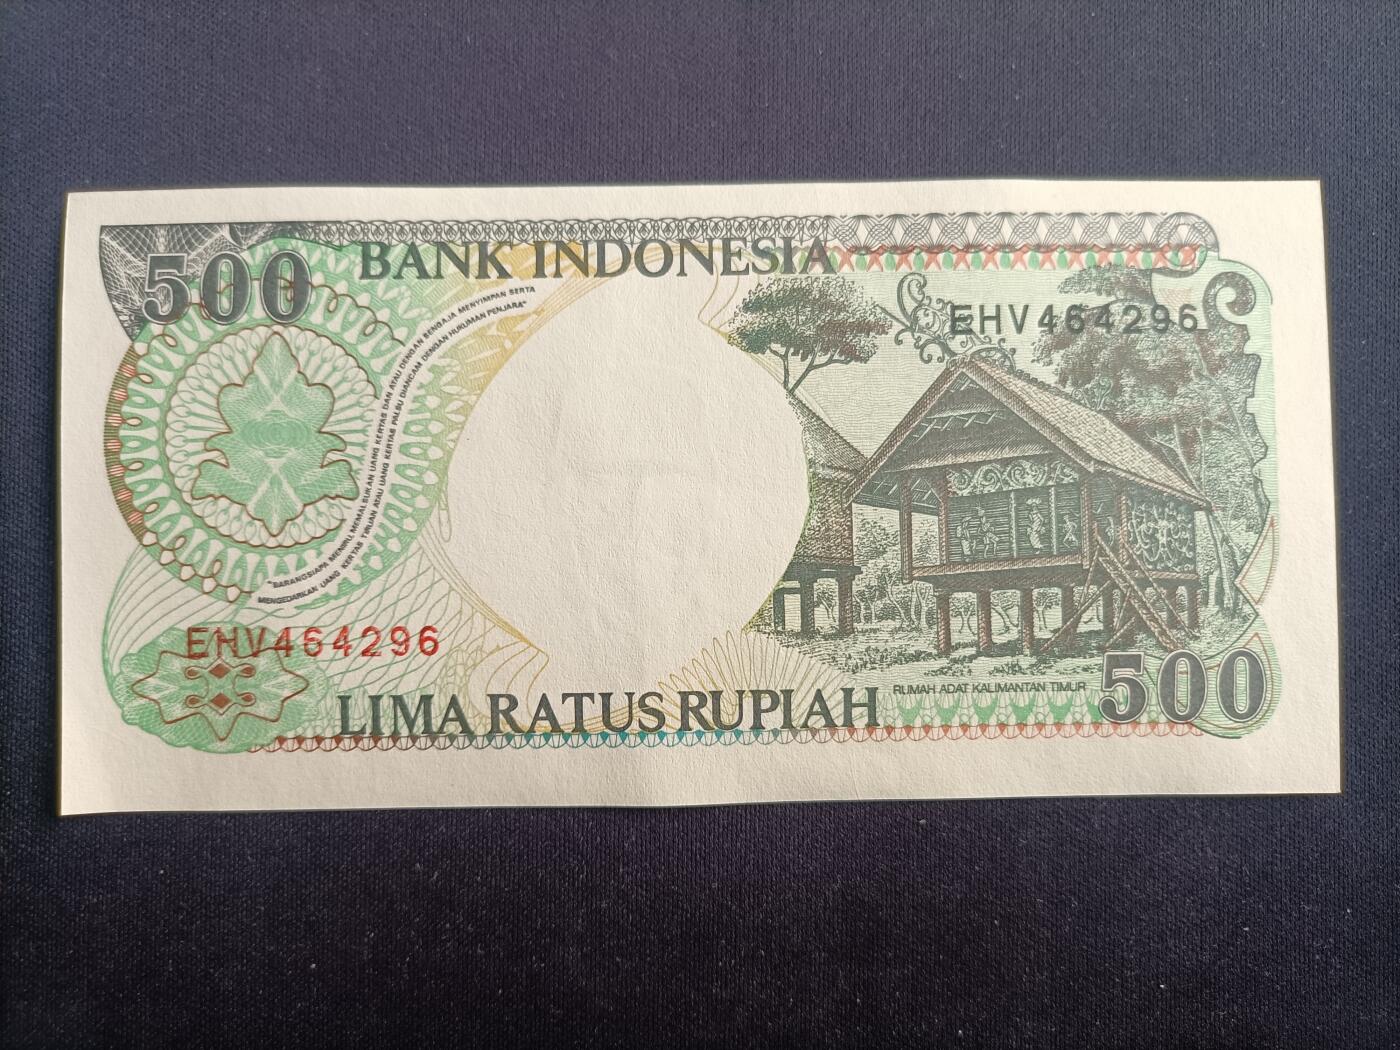 500
BANK INDONESIA
"BARANGSIAPA MENIRU, MEMALSUKAN UANG KERTAS DAN ATAU DENGAN SENGAJA MENYIMPAN SERTA
MENGEDARKAN UANG KERTAS TIRUAN ATAU UANG KERTAS PALSU DIANCAM DENGAN HUKUMAN PENJARA"
EHV464296
EHV464296
LIMA RATUS RUPIAH
RUMAH ADAT KALIMANTAN TIMUR
500